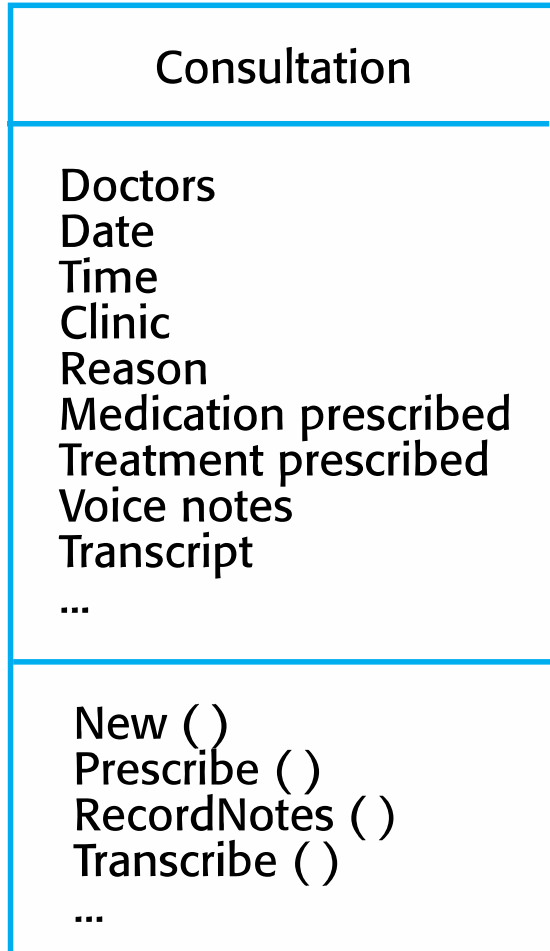 Consultation
Doctors
Date
Time
Clinic
Reason
Medication prescribed
Treatment prescribed
Voice notes
Transcript
...
New ( )
Prescribe ( )
RecordNotes ( )
Transcribe ( )
...